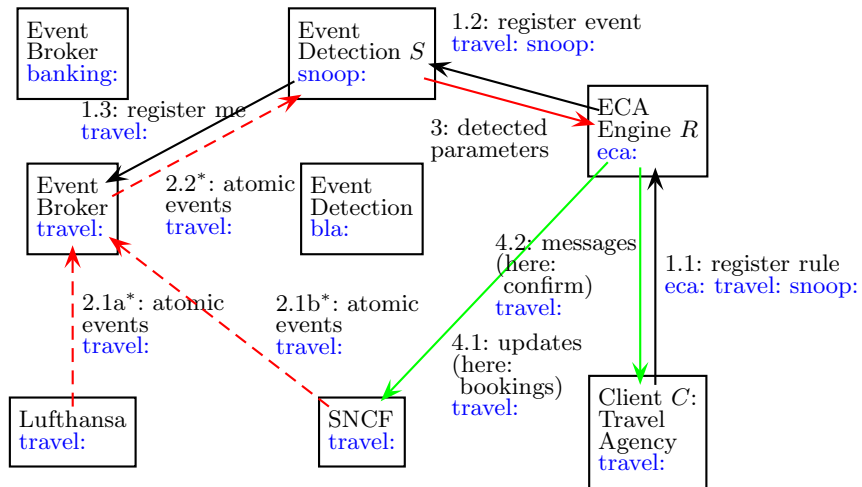 Event
Broker
banking:
Event
Detection S
snoop:
1.2: register event
travel: snoop:
1.3: register me
travel:
ECA
Engine R
eca:
3: detected
parameters
Event
Broker
travel:
2.2*: atomic
events
travel:
Event
Detection
bla:
4.2: messages
(here:
confirm)
travel:
1.1: register rule
eca: travel: snoop:
2.1a*: atomic
events
travel:
2.1b*: atomic
events
travel:
4.1: updates
(here:
bookings)
travel:
Lufthansa
travel:
SNCF
travel:
Client C:
Travel
Agency
travel: